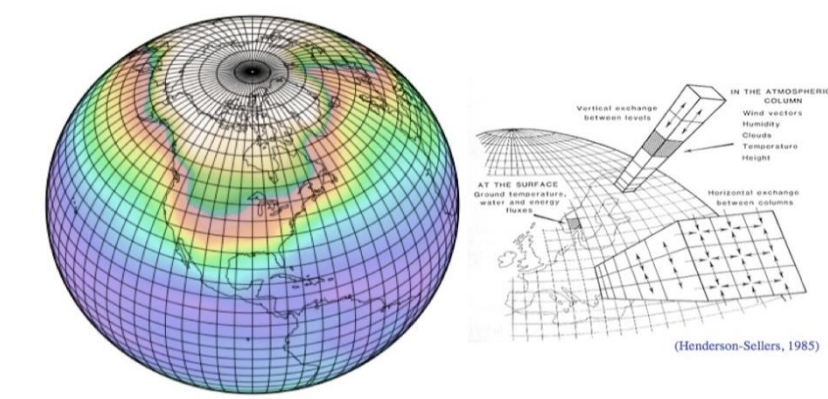 Vertical exchange
between levels
IN THE ATMOSPHERIC
COLUMN
Wind vectors
Humidity
Clouds
Temperature
Height
AT THE SURFACE
Ground temperature,
water and energy
fluxes
Horizontal exchange
between columns
(Henderson-Sellers, 1985)